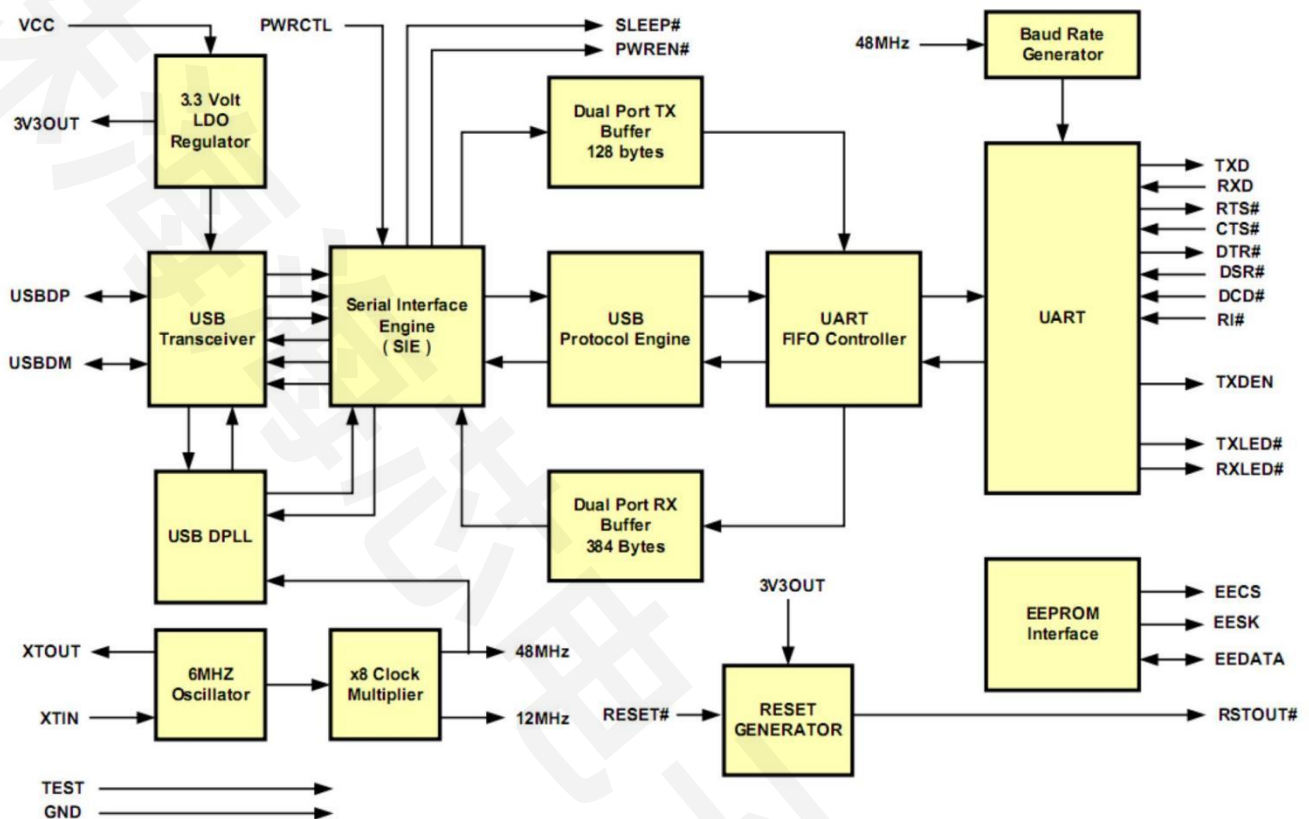 VCC
PWRCTL
SLEEP#
PWREN#
48MHz
Baud Rate
Generator
3.3 Volt
LDO
Regulator
3V3OUT
Dual Port TX
Buffer
128 bytes
TXD
RXD
RTS#
CTS#
DTR#
DSR#
DCD#
RI#
TXDEN
TXLED#
RXLED#
USBDP
USBDM
USB
Transceiver
Serial Interface
Engine
( SIE )
USB
Protocol Engine
UART
FIFO Controller
UART
USB DPLL
Dual Port RX
Buffer
384 Bytes
3V3OUT
EEPROM
Interface
EECS
EESK
EEDATA
XTOUT
XTIN
6MHZ
Oscillator
x8 Clock
Multiplier
48MHz
12MHz
RESET#
RESET
GENERATOR
RSTOUT#
TEST
GND